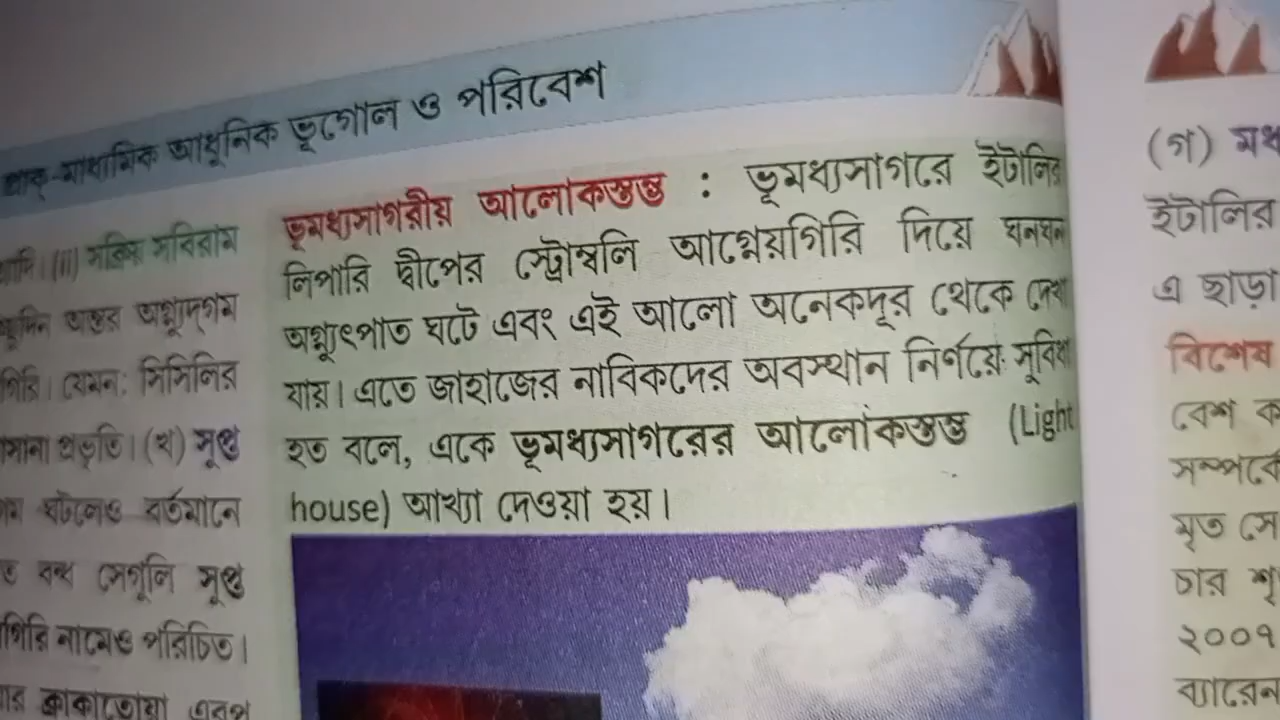 প্রাক্-মাধ্যমিক আধুনিক ভূগোল ও পরিবেশ
(ii) সক্রিয় সবিরাম
অন্তর অগ্ন্যুদ্‌গম
গিরি। যেমন: সিসিলির
প্রভৃতি। (খ) সুপ্ত
ঘটলেও বর্তমানে
বন্ধ সেগুলি সুপ্ত
গিরি নামেও পরিচিত।
ক্রাকাতোয়া এবং
ভূমধ্যসাগরীয় আলোকস্তম্ভ : ভূমধ্যসাগরে ইটালির
লিপারি দ্বীপের স্ট্রোম্বলি আগ্নেয়গিরি দিয়ে ঘনঘন
অগ্ন্যুৎপাত ঘটে এবং এই আলো অনেকদূর থেকে দেখা
যায়। এতে জাহাজের নাবিকদের অবস্থান নির্ণয়ে সুবিধা
হত বলে, একে ভূমধ্যসাগরের আলোকস্তম্ভ (Light
house) আখ্যা দেওয়া হয়।
(গ)
ইটালির
এ ছাড়া
বিশেষ
বেশ
সম্পর্কে
মৃত
চার
২০০৭